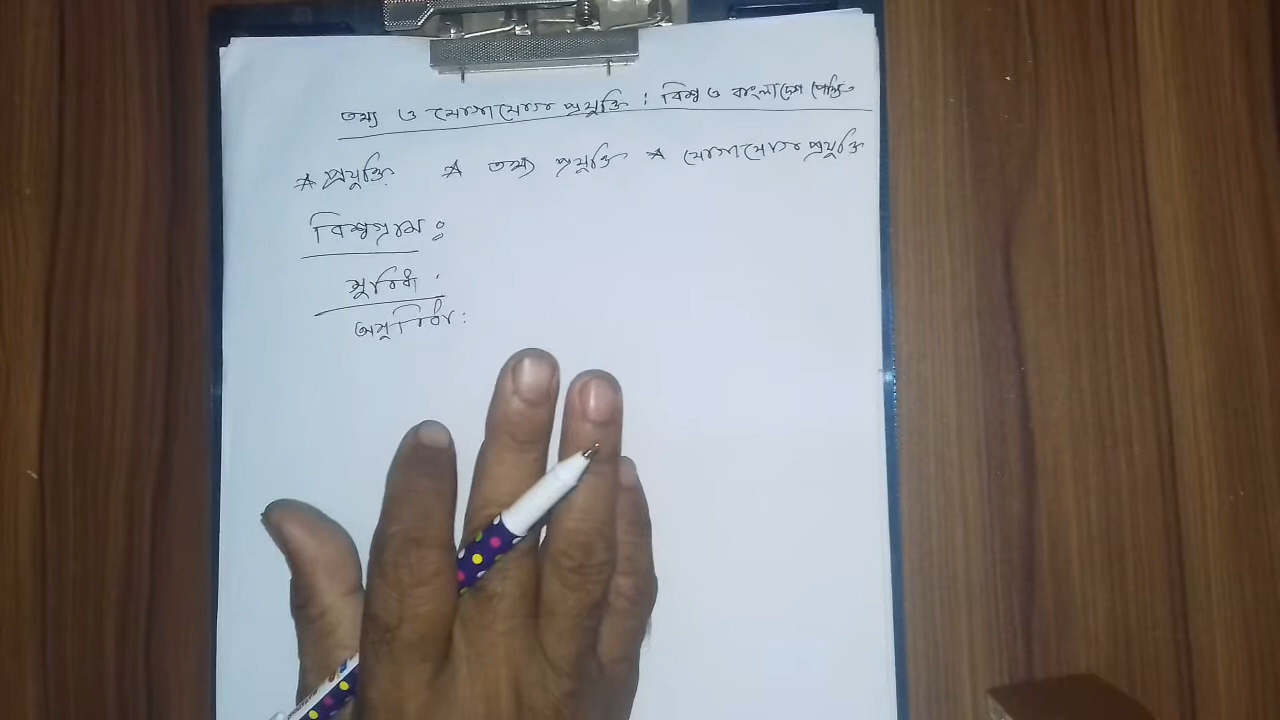 তথ্য ও যোগাযোগ প্রযুক্তি : বিশ্ব ও বাংলাদেশ প্রেক্ষিত
* প্রযুক্তি * তথ্য প্রযুক্তি * যোগাযোগ প্রযুক্তি
বিশ্বগ্রাম :
সুবিধা :
অসুবিধা :